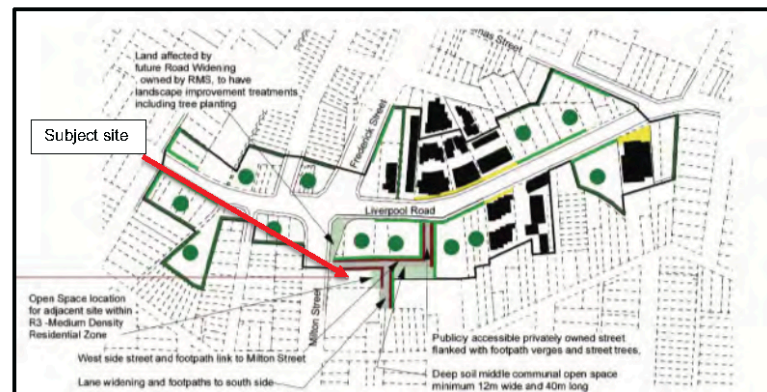 mas Street
Land affected by
future Road Widening
owned by RMS, to have
landscape improvement treatments
including tree planting
Subject site
Frederick Street
Liverpool Road
Milton Street
Open Space location
for adjacent site within
R3 -Medium Density
Residential Zone
West side street and footpath link to Milton Street
Lane widening and footpaths to south side
Publicly accessible privately owned street
flanked with footpath verges and street trees,
Deep soil middle communal open space
minimum 12m wide and 40m long